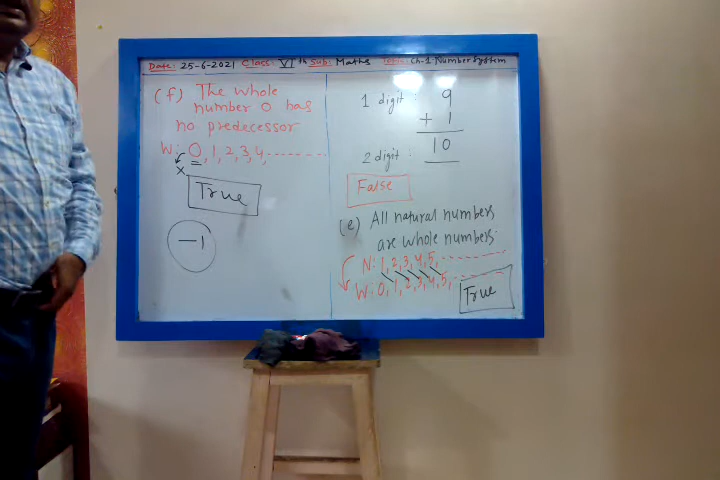 Date: 25-6-2021 Class: VIth Sub: Maths Topic: Ch-1 Number System
(f) The whole
number 0 has
no predecessor
W: 0, 1, 2, 3, 4, ---------
x
True
-1
1 digit: 9
+ 1
10
2 digit:
False
(e) All natural numbers
are whole numbers.
N: 1, 2, 3, 4, 5, ---------
W: 0, 1, 2, 3, 4, 5, ---------
True